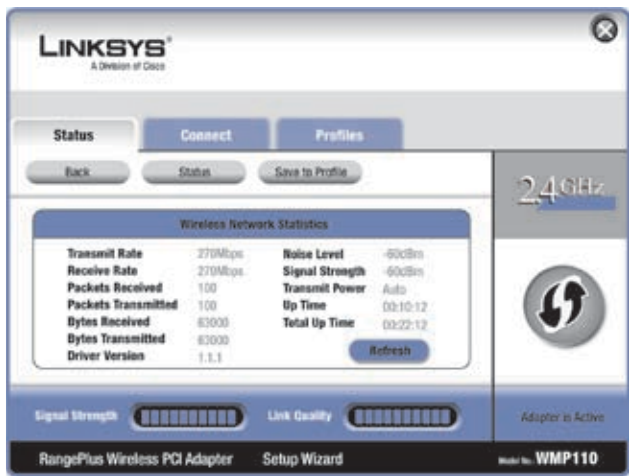 LINKSYS®
A Division of Cisco
Status Connect Profiles
Back Status Save to Profile
2,4GHz
Wireless Network Statistics
Transmit Rate 270Mbps Noise Level -60dBm
Receive Rate 270Mbps Signal Strength -60dBm
Packets Received 100 Transmit Power Auto
Packets Transmitted 100 Up Time 00:10:12
Bytes Received 63000 Total Up Time 00:22:12
Bytes Transmitted 63000
Driver Version 1.1.1
Refresh
Signal Strength Link Quality Adapter is Active
RangePlus Wireless PCI Adapter Setup Wizard Model No. WMP110